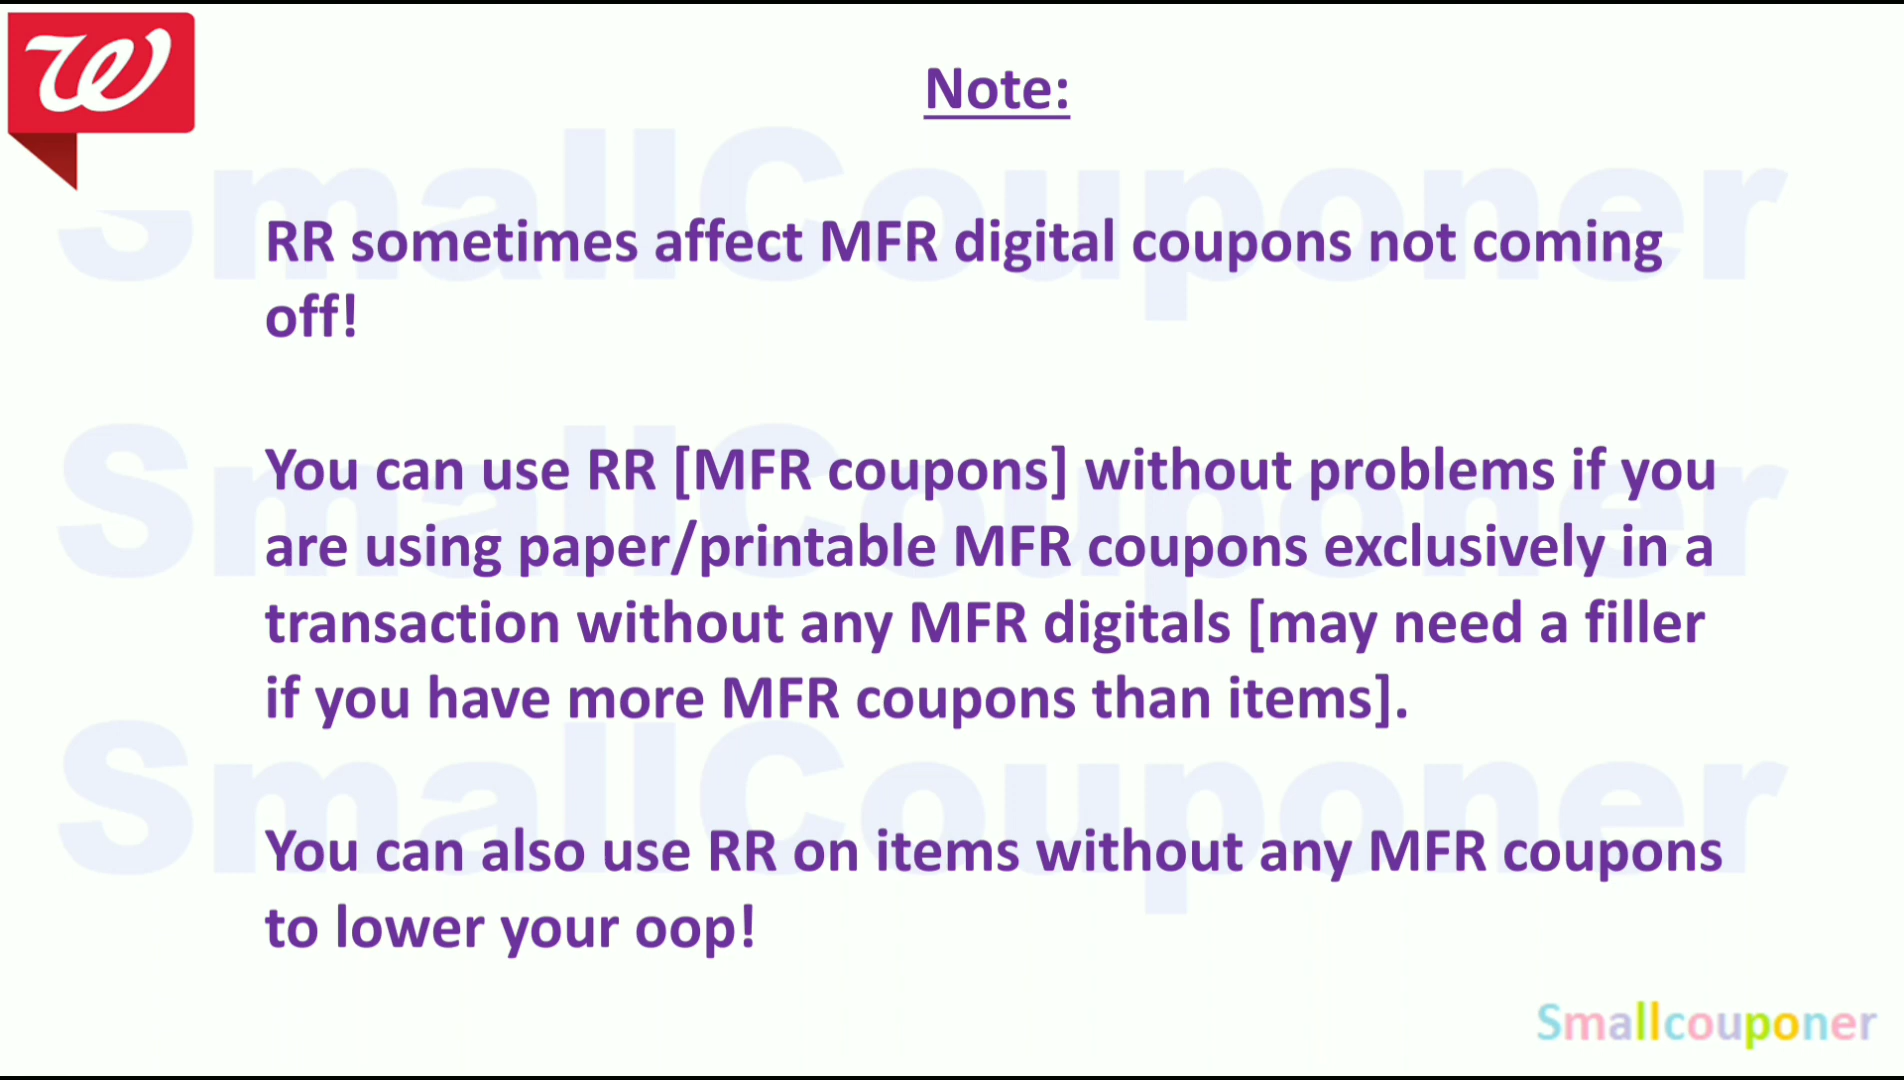 Note:
RR sometimes affect MFR digital coupons not coming
off!
You can use RR [MFR coupons] without problems if you
are using paper/printable MFR coupons exclusively in a
transaction without any MFR digitals [may need a filler
if you have more MFR coupons than items].
You can also use RR on items without any MFR coupons
to lower your oop!
SmallCouponer
SmallCouponer
SmallCouponer
Smallcouponer